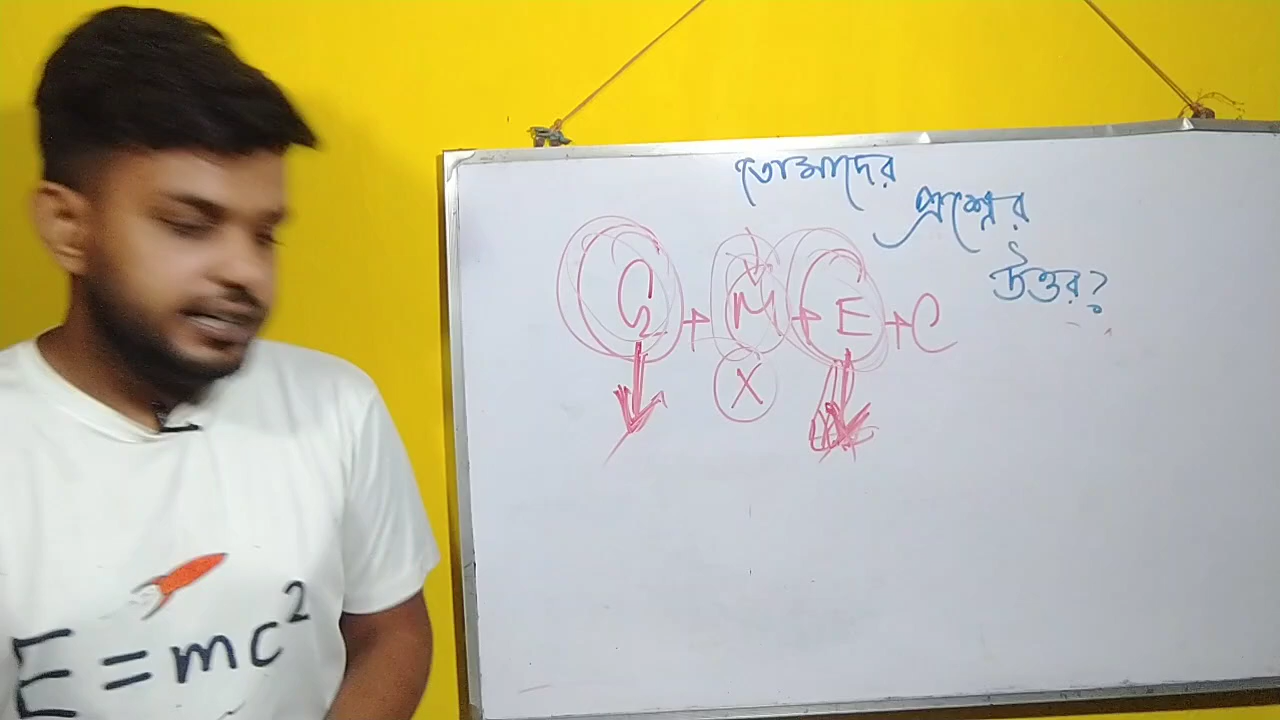 তোমাদের
প্রশ্নের
উত্তর?
G → M → E → C
X
E = mc²